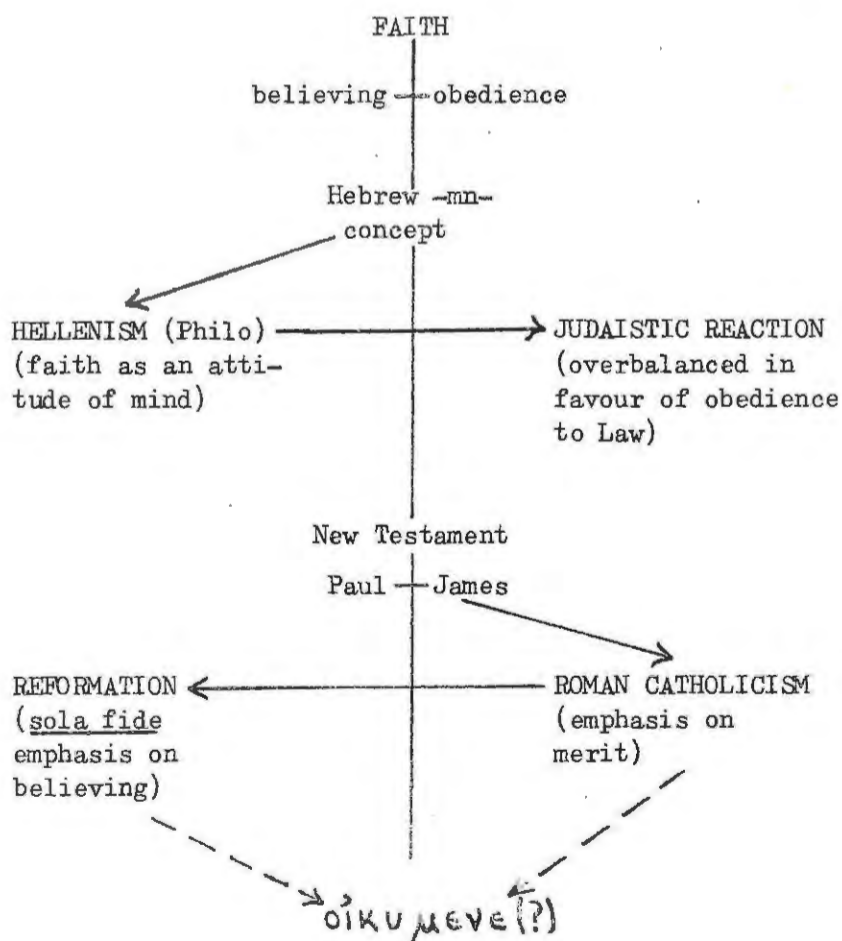 FAITH
believing obedience
Hebrew -mn-
concept
HELLENISM (Philo)
(faith as an atti-
tude of mind)
JUDAISTIC REACTION
(overbalanced in
favour of obedience
to Law)
New Testament
Paul James
REFORMATION
(sola fide
emphasis on
believing)
ROMAN CATHOLICISM
(emphasis on
merit)
οἰκυμενε(?)